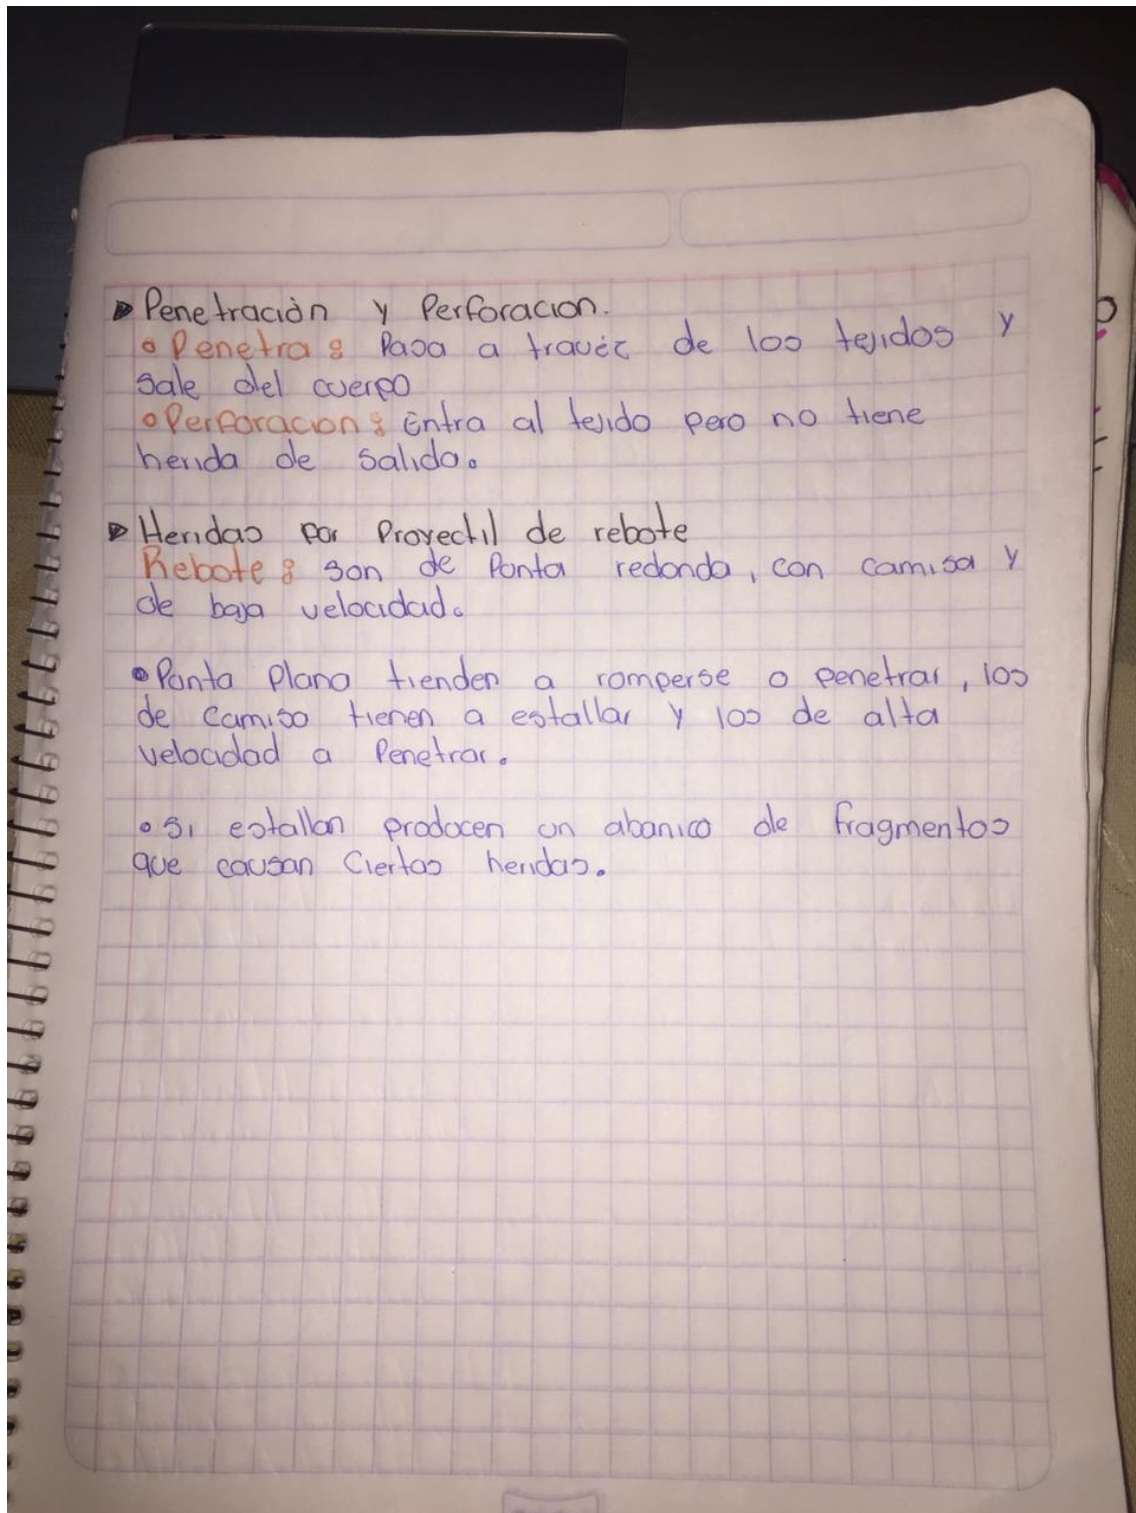 ▶ Penetración y Perforacion.
• Penetra: Pasa a travéz de los tejidos y
sale del cuerpo
• Perforacion: Entra al tejido pero no tiene
herida de salida.
▶ Heridas por Proyectil de rebote
Rebote: son de Punta redonda, con camisa y
de baja velocidad.
• Punta Plana tienden a romperse o penetrar, los
de camisa tienen a estallar y los de alta
velocidad a Penetrar.
• Si estallan producen un abanico de fragmentos
que causan Ciertas heridas.